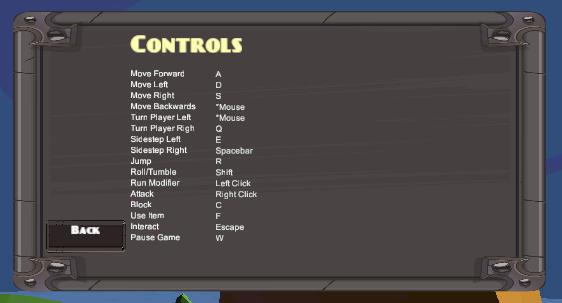 CONTROLS
Move Forward A
Move Left D
Move Right S
Move Backwards *Mouse
Turn Player Left *Mouse
Turn Player Righ Q
Sidestep Left E
Sidestep Right Spacebar
Jump R
Roll/Tumble Shift
Run Modifier Left Click
Attack Right Click
Block C
Use Item F
Interact Escape
Pause Game W
BACK